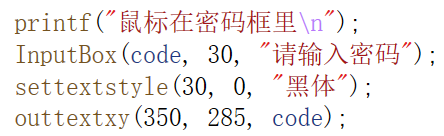 printf("鼠标在密码框里\n");
InputBox(code, 30, "请输入密码");
settextstyle(30, 0, "黑体");
outtextxy(350, 285, code);